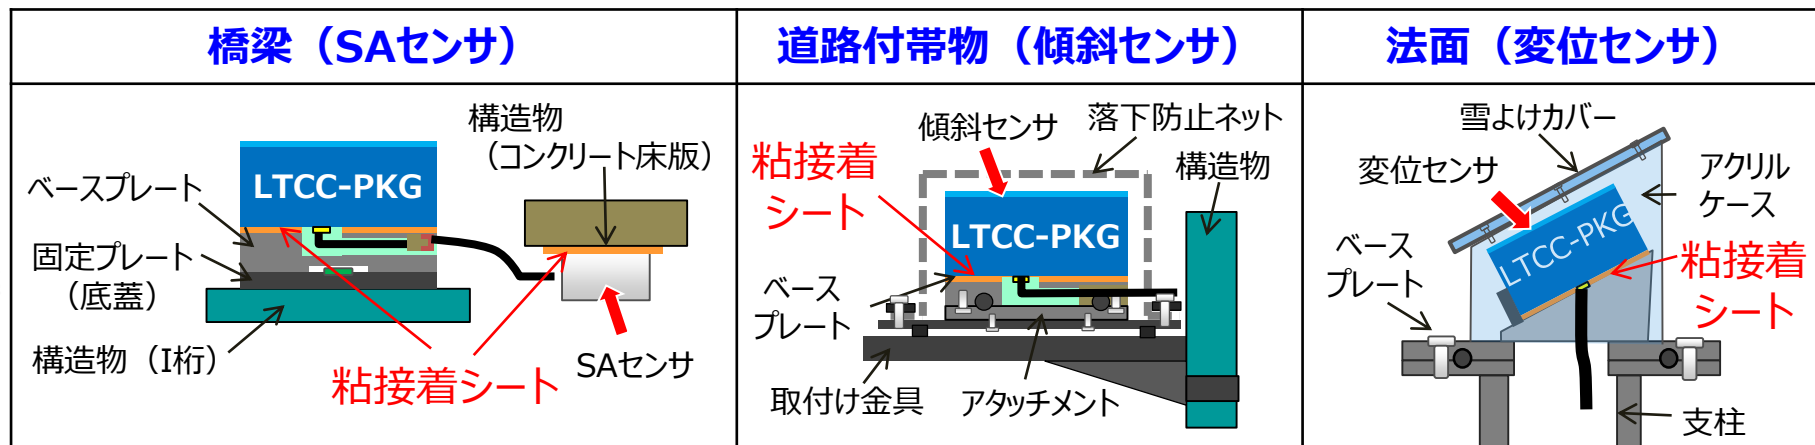 橋梁（SAセンサ）
道路付帯物（傾斜センサ）
法面（変位センサ）
構造物
（コンクリート床版）
LTCC-PKG
ベースプレート
固定プレート
（底蓋）
構造物（I桁）
粘接着シート
SAセンサ
傾斜センサ
落下防止ネット
粘接着
シート
構造物
LTCC-PKG
ベース
プレート
取付け金具
アタッチメント
雪よけカバー
変位センサ
アクリル
ケース
LTCC-PKG
ベース
プレート
粘接着
シート
支柱